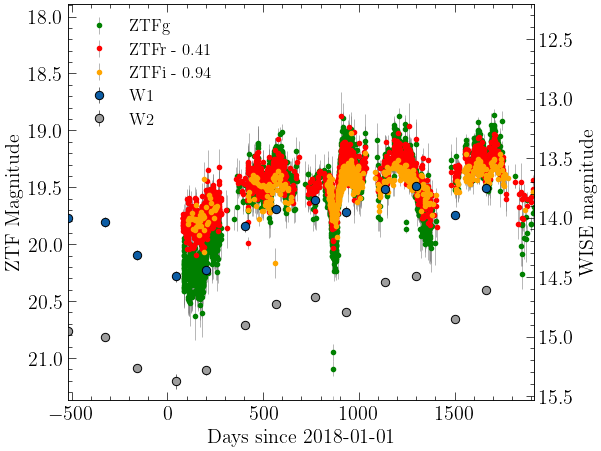 ZTFg
ZTFr - 0.41
ZTFi - 0.94
W1
W2
18.0
18.5
19.0
19.5
20.0
20.5
21.0
ZTF Magnitude
12.5
13.0
13.5
14.0
14.5
15.0
15.5
WISE magnitude
−500
0
500
1000
1500
Days since 2018-01-01